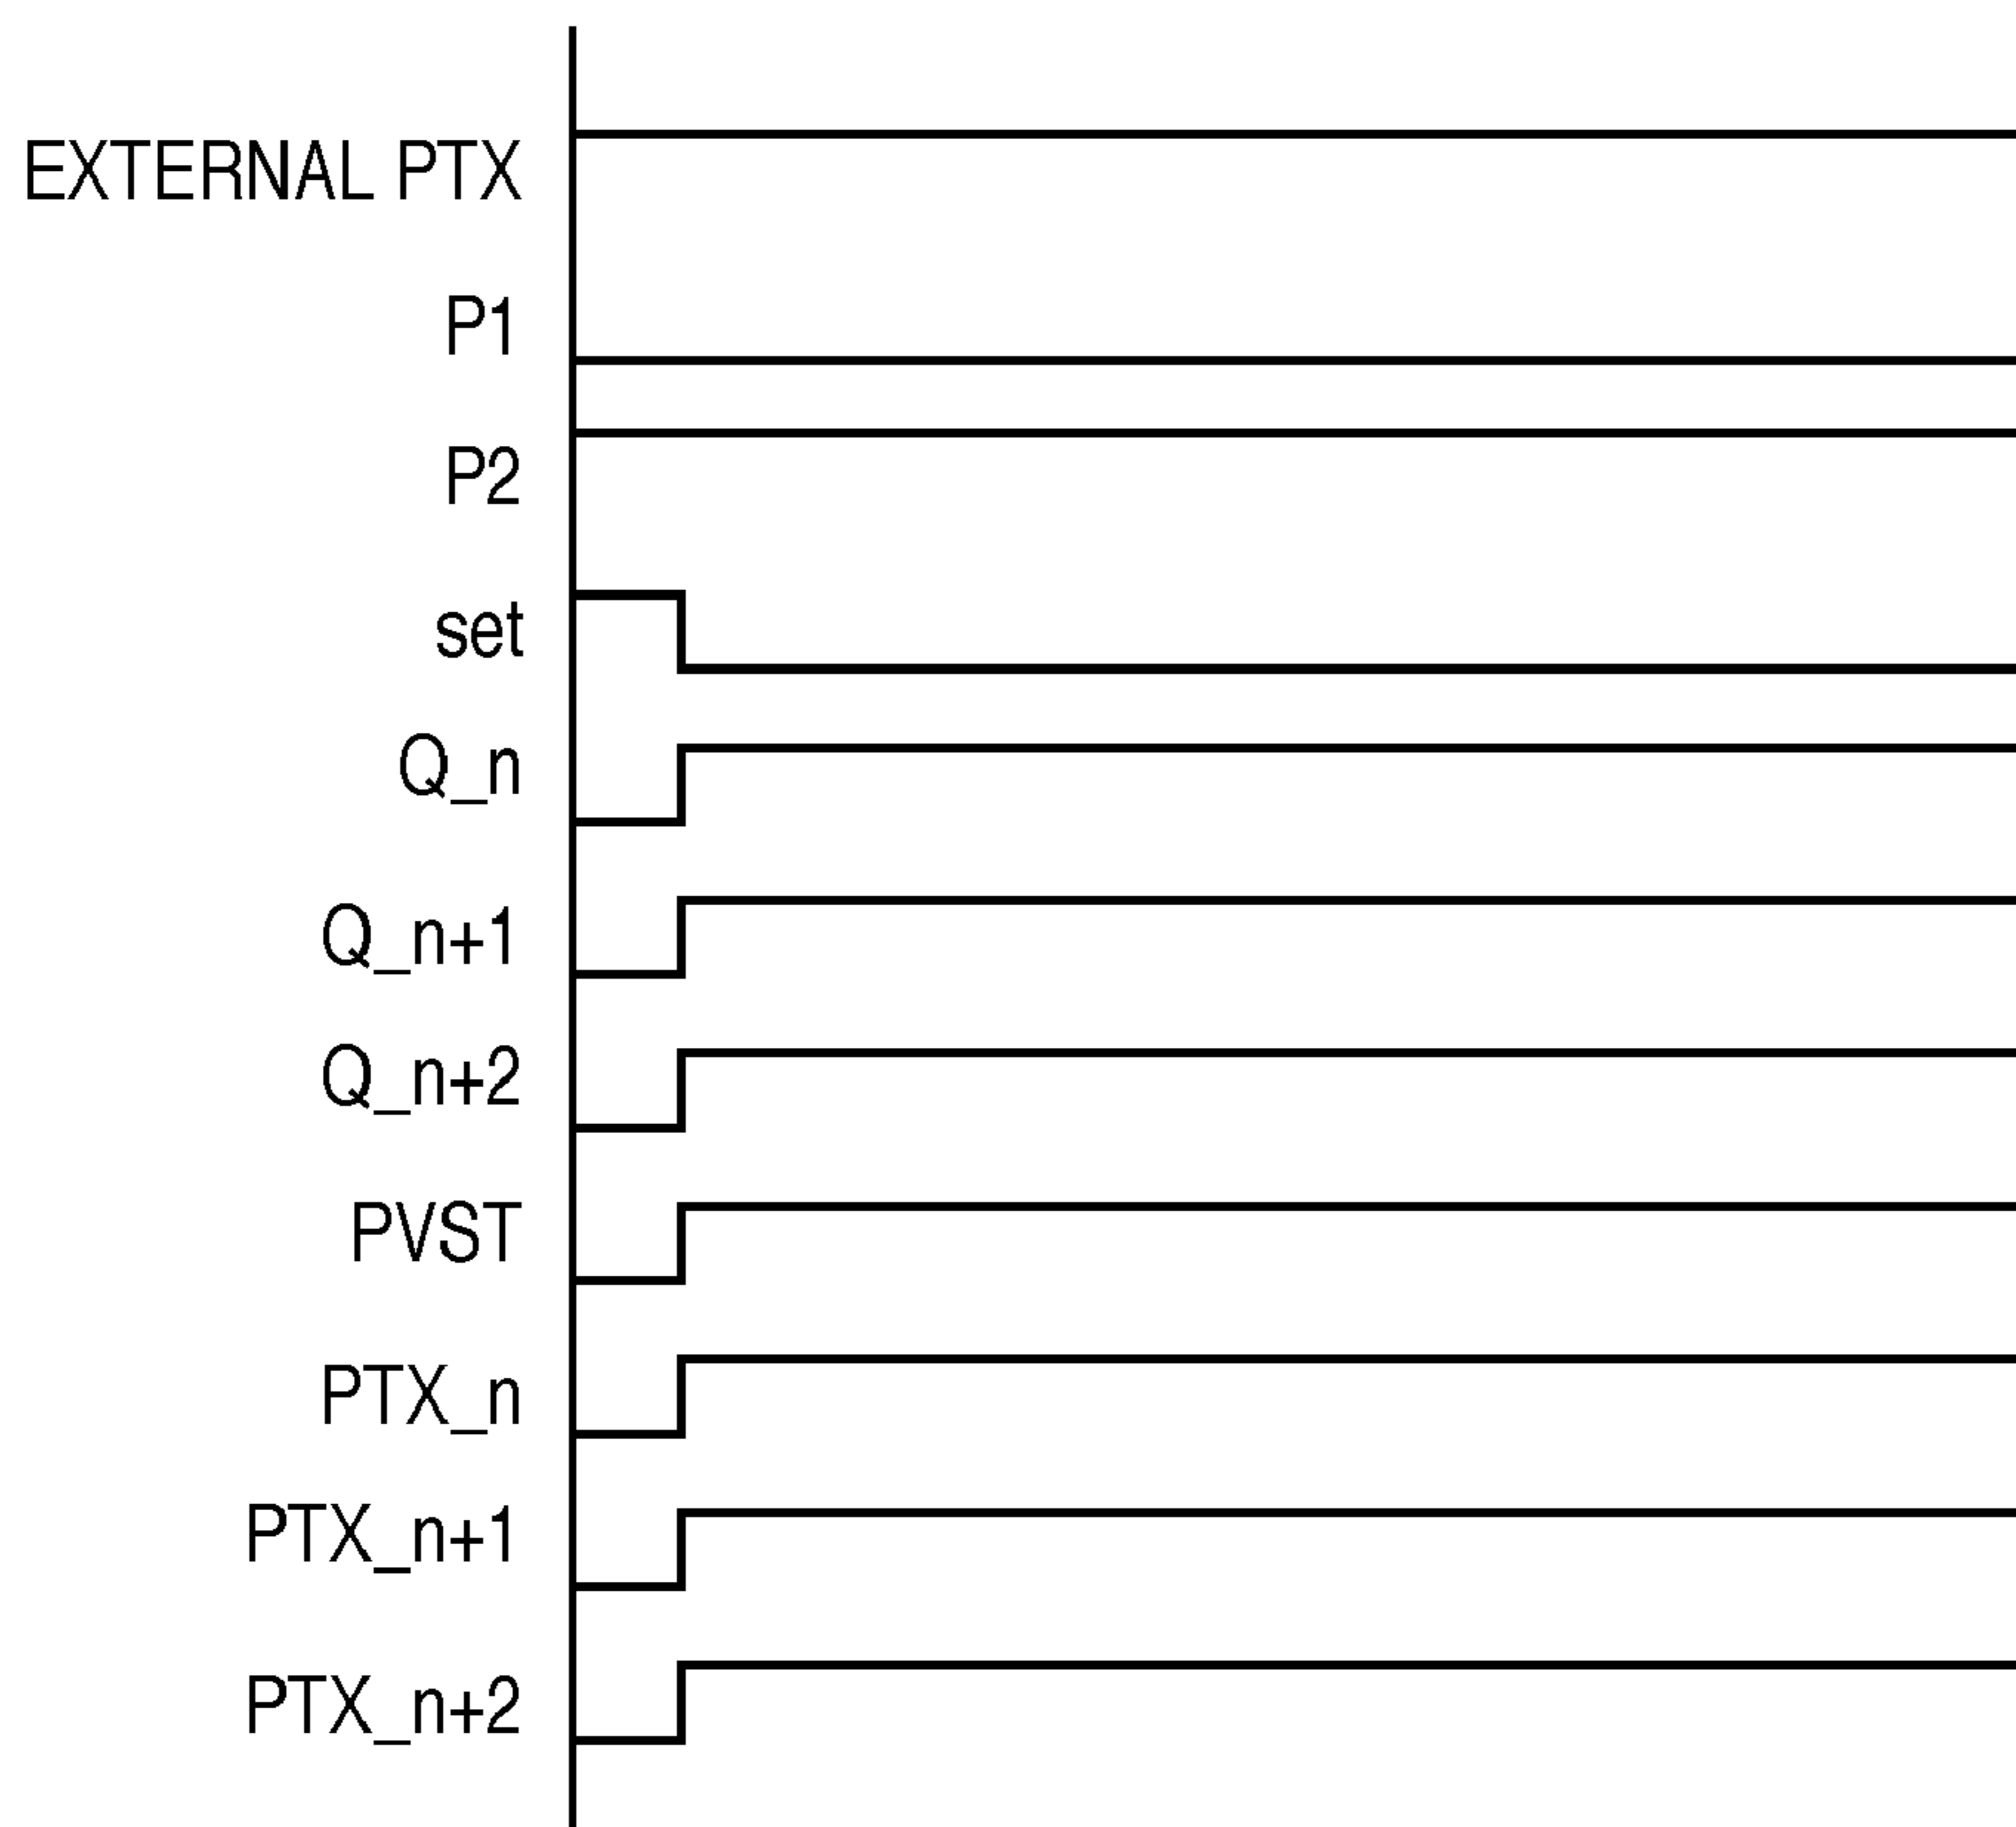 EXTERNAL PTX
P1
P2
set
Q_n
Q_n+1
Q_n+2
PVST
PTX_n
PTX_n+1
PTX_n+2